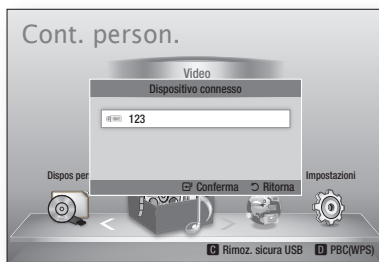 Cont. person.
Video
Dispositivo connesso
123
Dispos per
Impostazioni
Conferma Ritorna
C Rimoz. sicura USB D PBC(WPS)